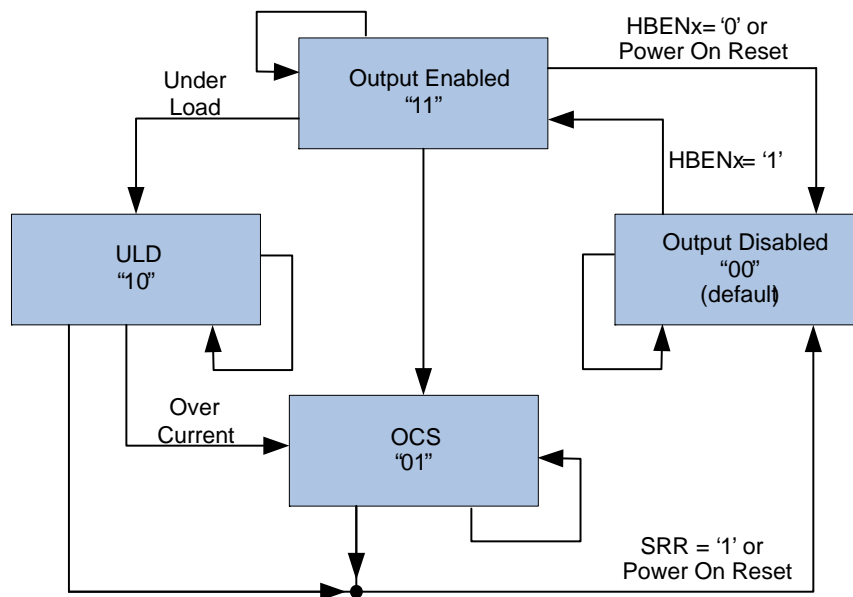 HBENx= ‘0’ or
Power On Reset
Output Enabled
“11”
Under
Load
HBENx= ‘1’
ULD
“10”
Output Disabled
“00”
(default)
Over
Current
OCS
“01”
SRR = ‘1’ or
Power On Reset